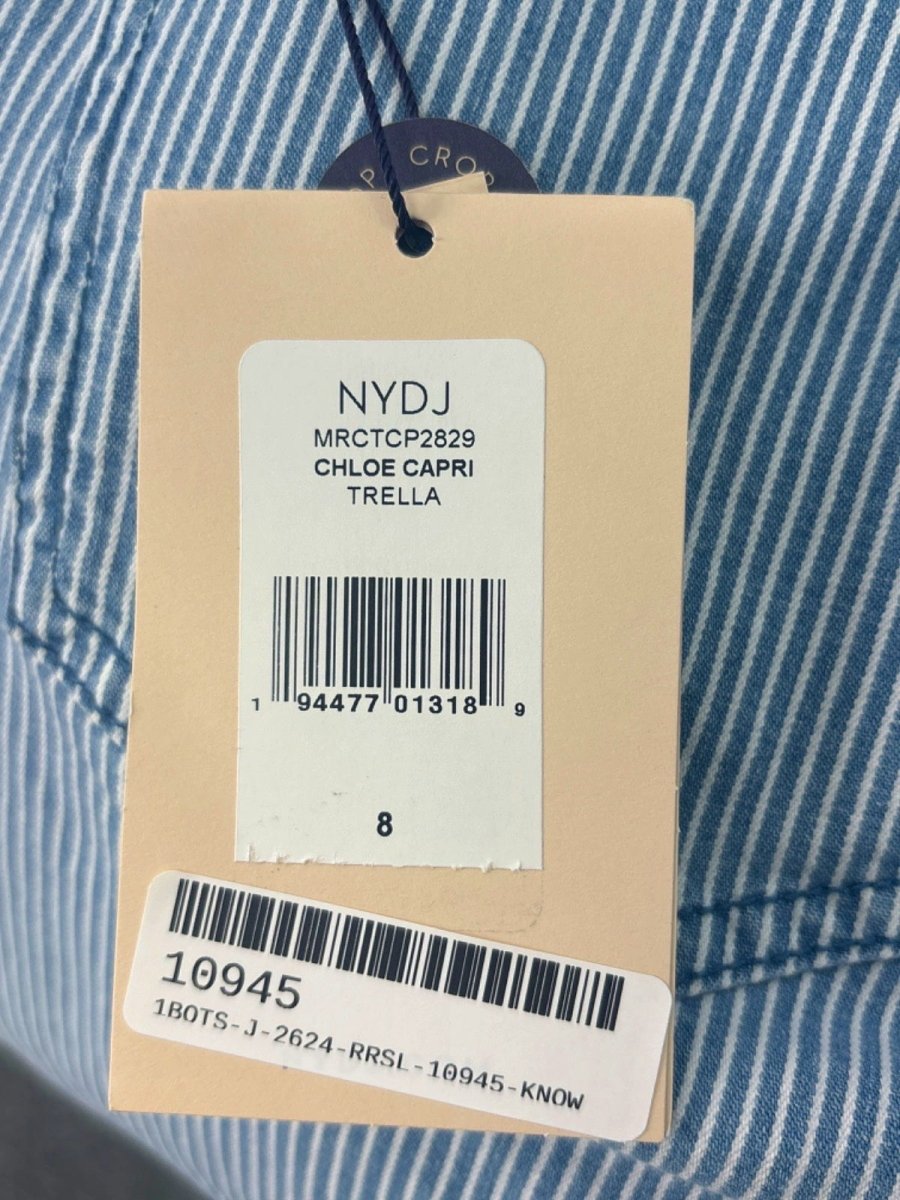 CROP
NYDJ
MRCTCP2829
CHLOE CAPRI
TRELLA
1 94477 01318 9
8
10945
1BOTS-J-2624-RRSL-10945-KNOW